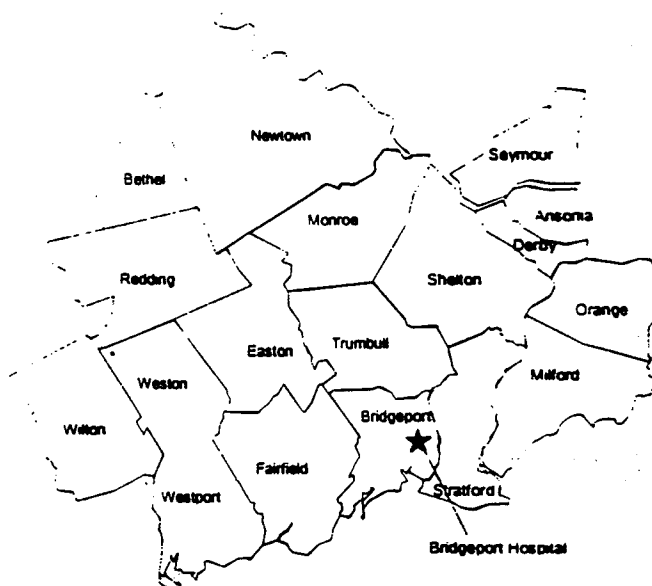 Newtown
Seymour
Bethel
Monroe
Ansonia
Derby
Redding
Shelton
Orange
Easton
Trumbull
Weston
Milford
Bridgeport
Wilton
Fairfield
Westport
Stratford
Bridgeport Hospital